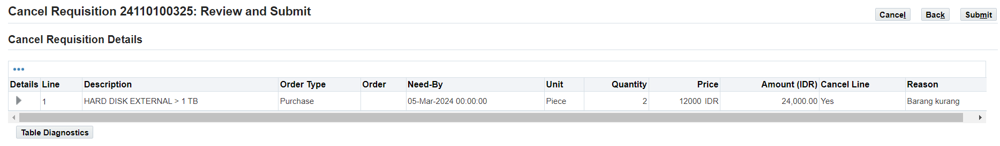 Cancel Requisition 24110100325: Review and Submit
Cancel Back Submit
Cancel Requisition Details
Details Line Description Order Type Order Need-By Unit Quantity Price Amount (IDR) Cancel Line Reason
1 HARD DISK EXTERNAL > 1 TB Purchase 05-Mar-2024 00:00:00 Piece 2 12000 IDR 24,000.00 Yes Barang kurang
Table Diagnostics